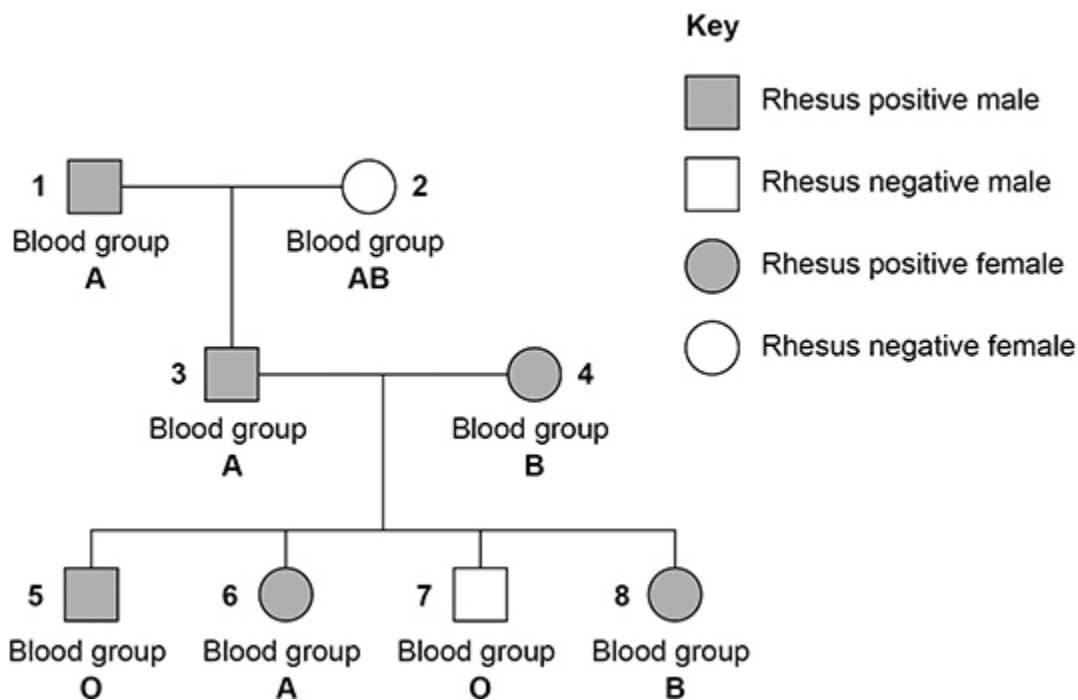 Key
Rhesus positive male
Rhesus negative male
Rhesus positive female
Rhesus negative female
1
2
Blood group
A
Blood group
AB
3
4
Blood group
A
Blood group
B
5
6
7
8
Blood group
O
Blood group
A
Blood group
O
Blood group
B